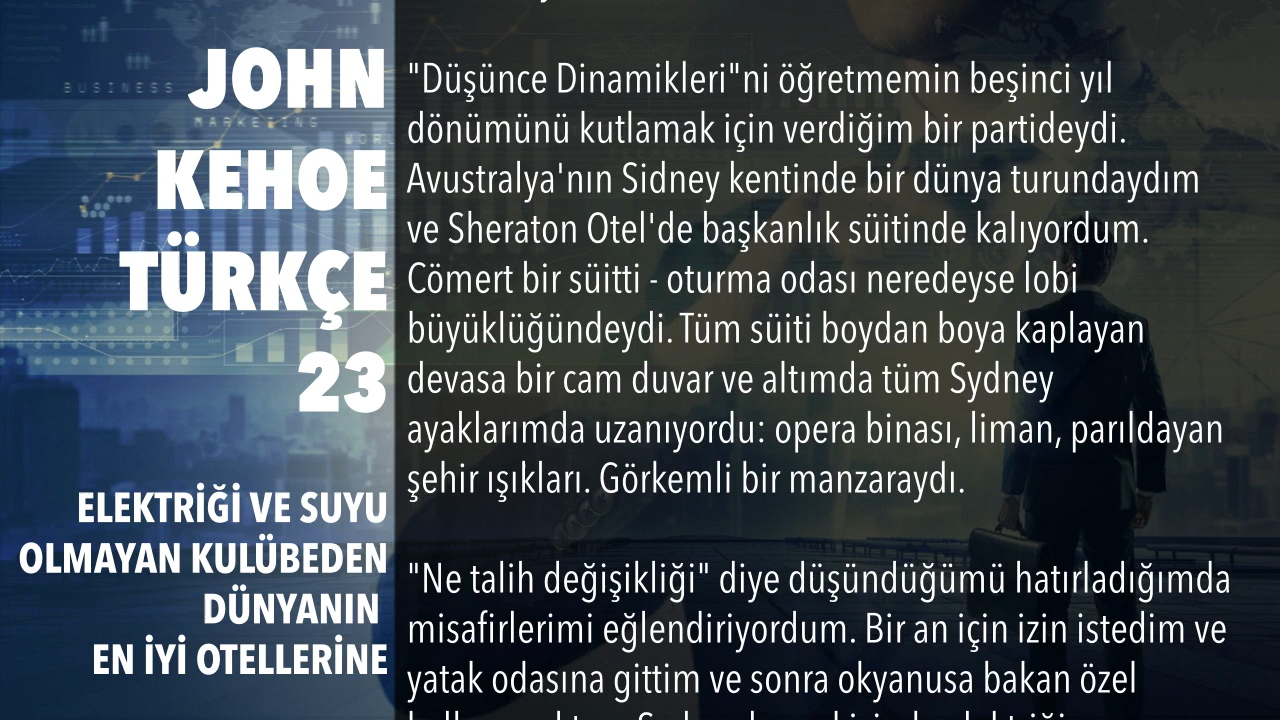 JOHN
KEHOE
TÜRKÇE
23
ELEKTRİĞİ VE SUYU
OLMAYAN KULÜBEDEN
DÜNYANIN
EN İYİ OTELLERİNE
BUSINESS
MARKETING
"Düşünce Dinamikleri"ni öğretmemin beşinci yıl
dönümünü kutlamak için verdiğim bir partideydi.
Avustralya'nın Sidney kentinde bir dünya turundaydım
ve Sheraton Otel'de başkanlık süitinde kalıyordum.
Cömert bir süitti - oturma odası neredeyse lobi
büyüklüğündeydi. Tüm süiti boydan boya kaplayan
devasa bir cam duvar ve altımda tüm Sydney
ayaklarımda uzanıyordu: opera binası, liman, parıldayan
şehir ışıkları. Görkemli bir manzaraydı.
"Ne talih değişikliği" diye düşündüğümü hatırladığımda
misafirlerimi eğlendiriyordum. Bir an için izin istedim ve
yatak odasına gittim ve sonra okyanusa bakan özel